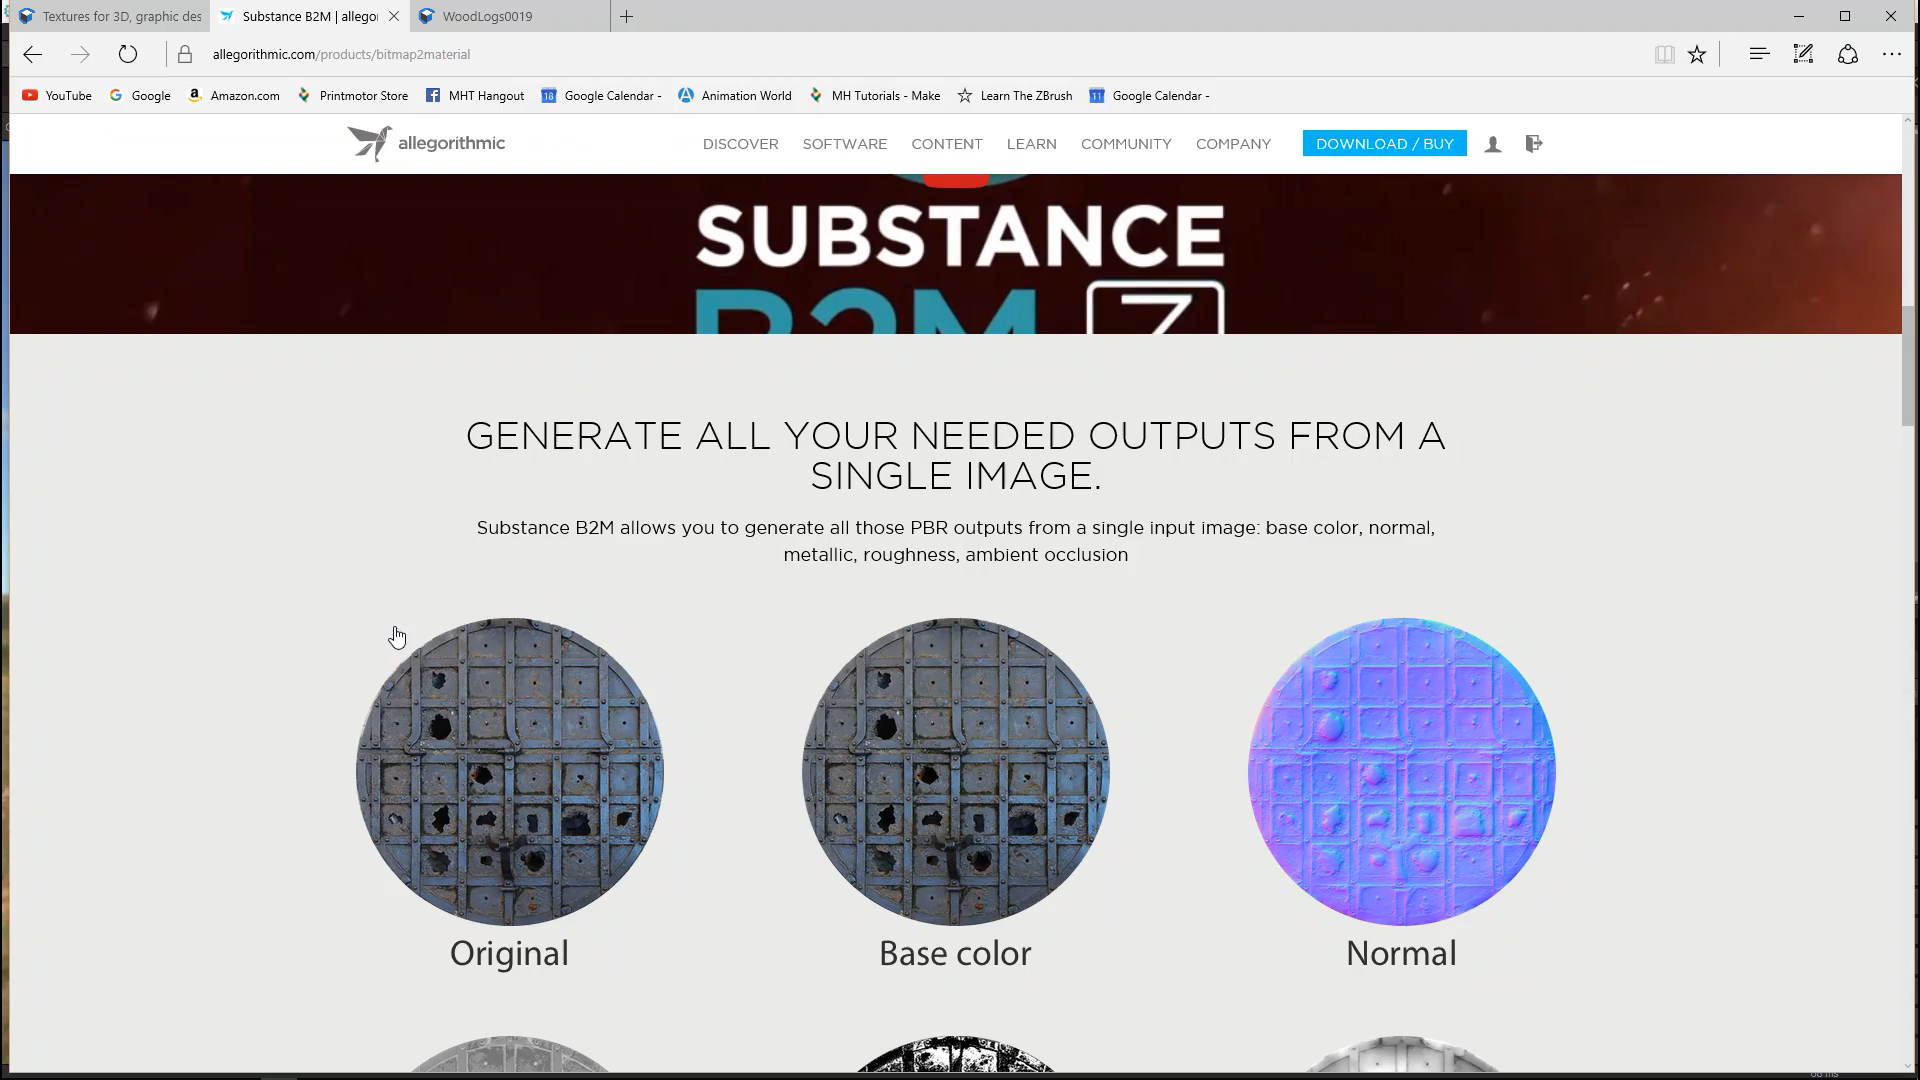 Textures for 3D, graphic des
Substance B2M | allegor
WoodLogs0019
allegorithmic.com/products/bitmap2material
YouTube
Google
Amazon.com
Printmotor Store
MHT Hangout
18
Google Calendar -
Animation World
MH Tutorials - Make
Learn The ZBrush
11
Google Calendar -
allegorithmic
DISCOVER
SOFTWARE
CONTENT
LEARN
COMMUNITY
COMPANY
DOWNLOAD / BUY
SUBSTANCE
B2M
GENERATE ALL YOUR NEEDED OUTPUTS FROM A
SINGLE IMAGE.
Substance B2M allows you to generate all those PBR outputs from a single input image: base color, normal,
metallic, roughness, ambient occlusion
Original
Base color
Normal